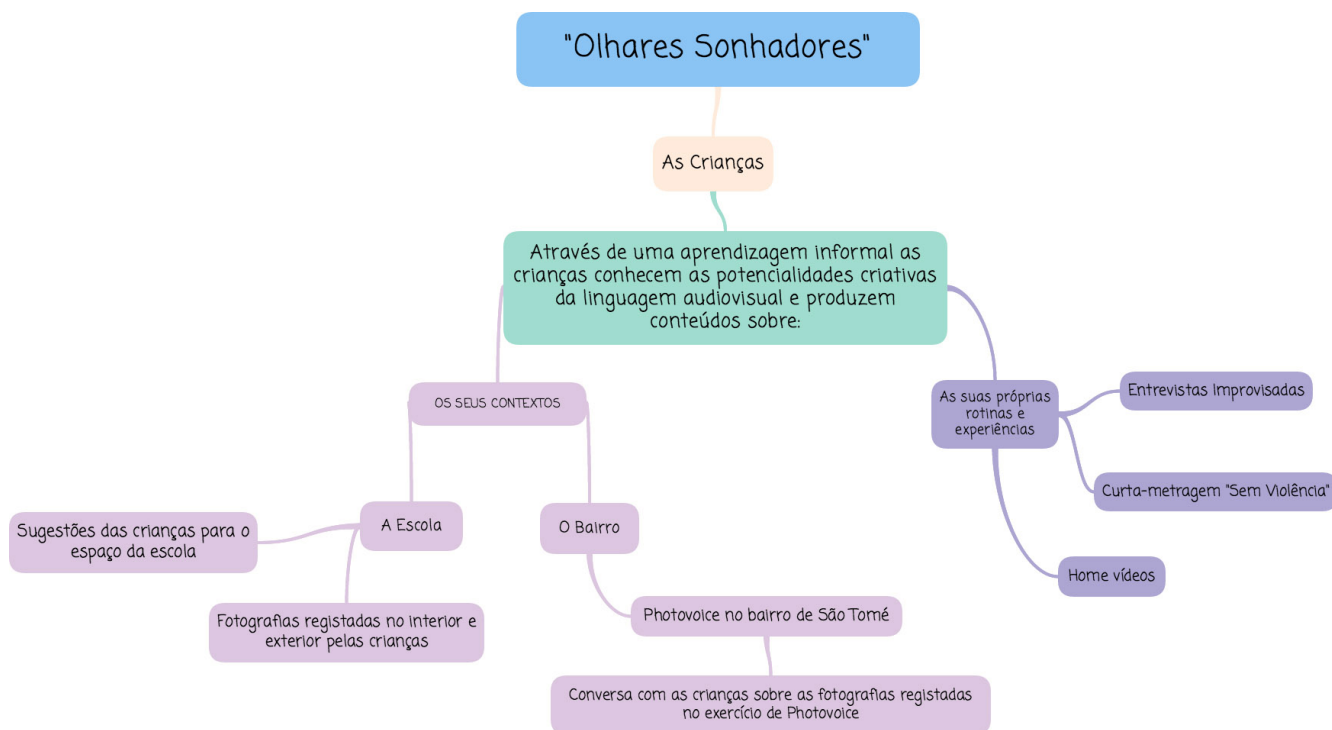 "Olhares Sonhadores"
As Crianças
Através de uma aprendizagem informal as
crianças conhecem as potencialidades criativas
da linguagem audiovisual e produzem
conteúdos sobre:
OS SEUS CONTEXTOS
A Escola
Sugestões das crianças para o
espaço da escola
Fotografias registadas no interior e
exterior pelas crianças
O Bairro
Photovoice no bairro de São Tomé
Conversa com as crianças sobre as fotografias registadas
no exercício de Photovoice
As suas próprias
rotinas e
experiências
Entrevistas Improvisadas
Curta-metragem "Sem Violência"
Home vídeos